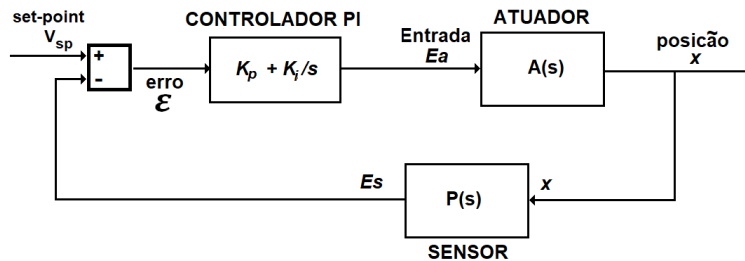 set-point
V_sp
+
-
erro
ε
CONTROLADOR PI
K_p + K_i/s
Entrada
Ea
ATUADOR
A(s)
posicão
x
Es
P(s)
x
SENSOR